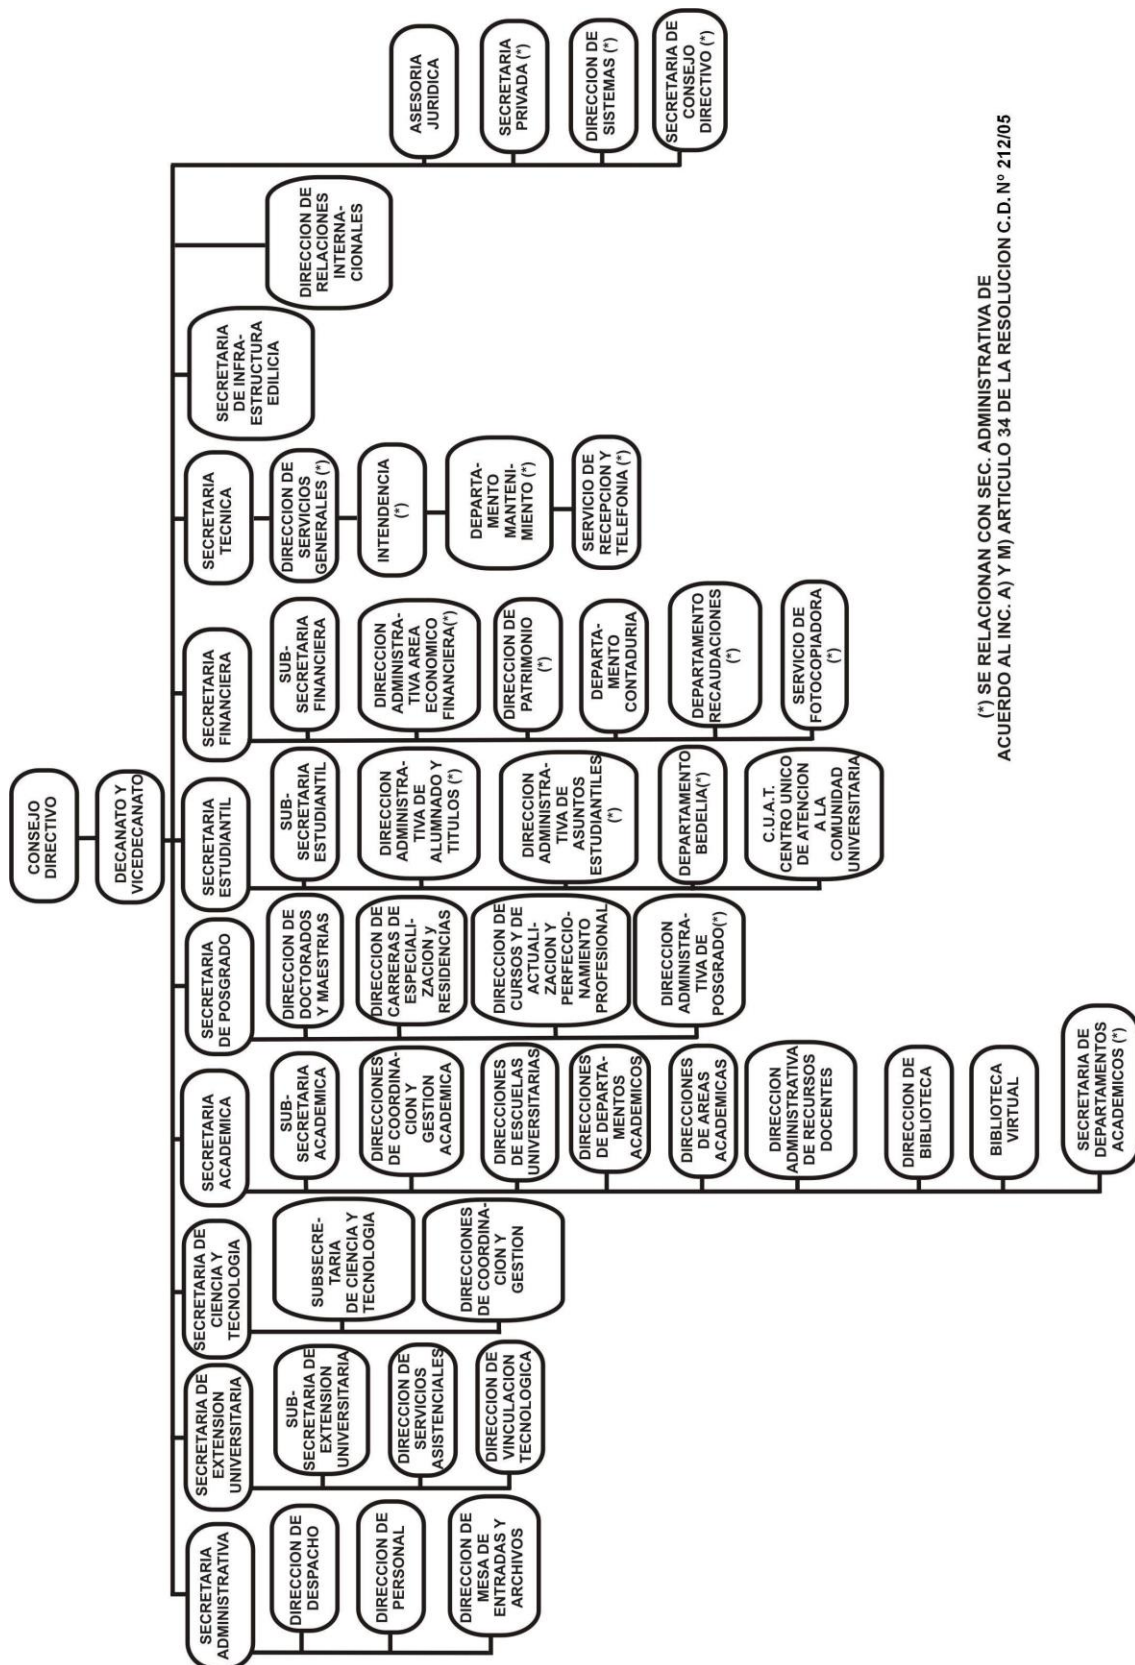 CONSEJO
DIRECTIVO
DECANATO Y
VICEDECANATO
SECRETARIA
ADMINISTRATIVA
DIRECCION DE
DESPACHO
DIRECCION DE
PERSONAL
DIRECCION DE
MESA DE
ENTRADAS Y
ARCHIVOS
SECRETARIA DE
EXTENSION
UNIVERSITARIA
SUB-
SECRETARIA DE
EXTENSION
UNIVERSITARIA
DIRECCION DE
SERVICIOS
ASISTENCIALES
DIRECCION DE
VINCULACION
TECNOLOGICA
SECRETARIA DE
CIENCIA Y
TECNOLOGIA
SUBSECRE-
TARIA
DE CIENCIA Y
TECNOLOGIA
DIRECCIONES
DE COORDINA-
CION Y
GESTION
SECRETARIA
ACADEMICA
SUB-
SECRETARIA
ACADEMICA
DIRECCIONES
DE COORDINA-
CION Y
GESTION
ACADEMICA
DIRECCIONES
DE ESCUELAS
UNIVERSITARIAS
DIRECCIONES
DE DEPARTA-
MENTOS
ACADEMICOS
DIRECCIONES
DE AREAS
ACADEMICAS
DIRECCION
ADMINISTRATIVA
DE RECURSOS
DOCENTES
DIRECCION DE
BIBLIOTECA
BIBLIOTECA
VIRTUAL
SECRETARIA DE
DEPARTAMENTOS
ACADEMICOS (*)
SECRETARIA
DE POSGRADO
DIRECCION DE
DOCTORADOS
Y MAESTRIAS
DIRECCION DE
CARRERAS DE
ESPECIALI-
ZACION y
RESIDENCIAS
DIRECCION DE
CURSOS Y DE
ACTUALI-
ZACION Y
PERFECCIO-
NAMIENTO
PROFESIONAL
DIRECCION
ADMINISTRA-
TIVA DE
POSGRADO(*)
SECRETARIA
ESTUDIANTIL
SUB-
SECRETARIA
ESTUDIANTIL
DIRECCION
ADMINISTRA-
TIVA DE
ALUMNADO Y
TITULOS (*)
DIRECCION
ADMINISTRA-
TIVA DE
ASUNTOS
ESTUDIANTILES
(*)
DEPARTAMENTO
BEDELIA(*)
C.U.A.T.
CENTRO UNICO
DE ATENCION
A LA
COMUNIDAD
UNIVERSITARIA
SECRETARIA
FINANCIERA
SUB-
SECRETARIA
FINANCIERA
DIRECCION
ADMINISTRA-
TIVA AREA
ECONOMICO
FINANCIERA(*)
DIRECCION DE
PATRIMONIO
(*)
DEPARTA-
MENTO
CONTADURIA
DEPARTAMENTO
RECAUDACIONES
(*)
SERVICIO DE
FOTOCOPIADORA
(*)
SECRETARIA
TECNICA
DIRECCION DE
SERVICIOS
GENERALES (*)
INTENDENCIA
(*)
DEPARTA-
MENTO
MANTENI-
MIENTO (*)
SERVICIO DE
RECEPCION Y
TELEFONIA (*)
SECRETARIA
DE INFRA-
ESTRUCTURA
EDILICIA
DIRECCION DE
RELACIONES
INTERNA-
CIONALES
ASESORIA
JURIDICA
SECRETARIA
PRIVADA (*)
DIRECCION DE
SISTEMAS (*)
SECRETARIA DE
CONSEJO
DIRECTIVO (*)
(*) SE RELACIONAN CON SEC. ADMINISTRATIVA DE
ACUERDO AL INC. A) Y M) ARTICULO 34 DE LA RESOLUCION C.D. Nº 212/05